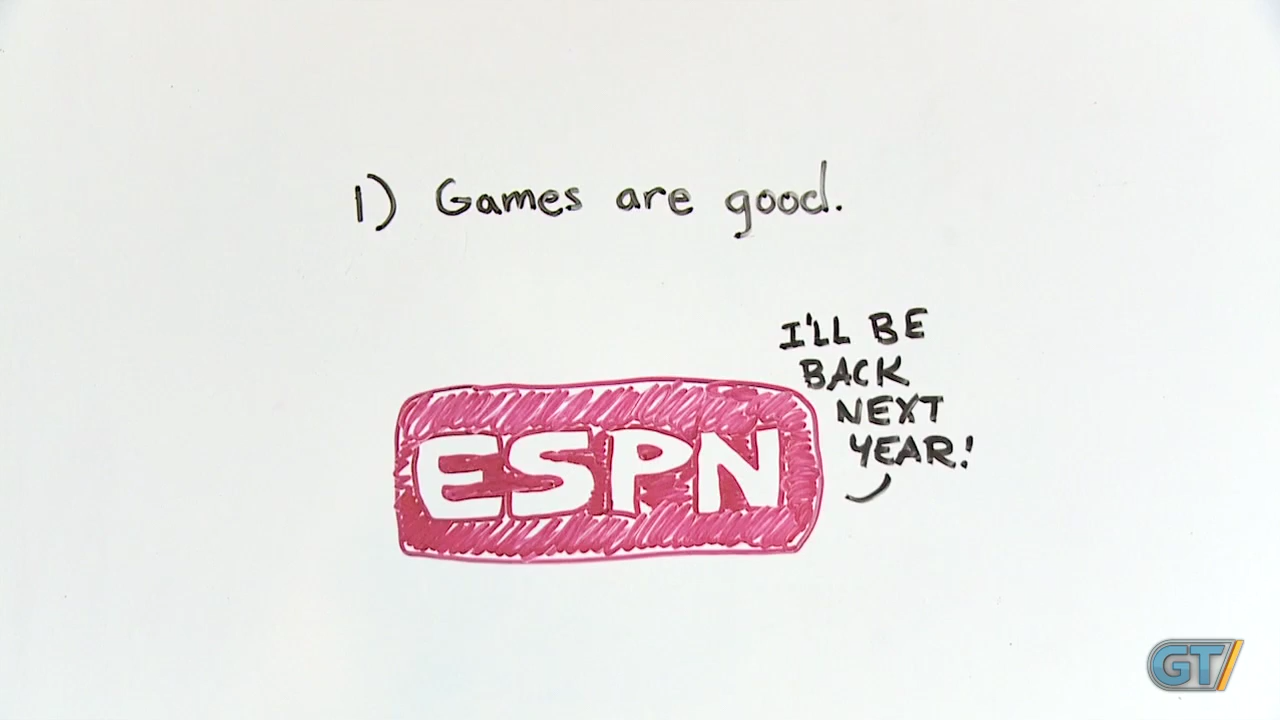 1) Games are good.
I'LL BE
BACK
NEXT
YEAR!
ESPN
GT